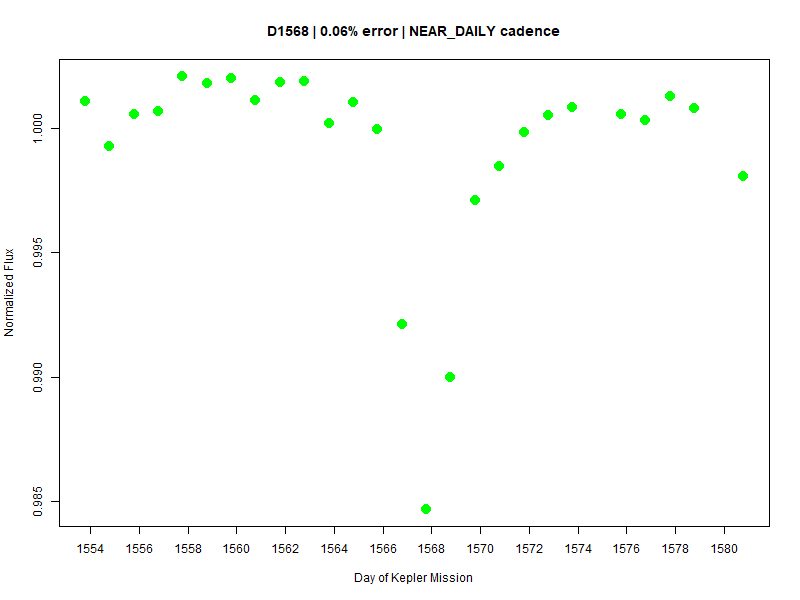 D1568 | 0.06% error | NEAR_DAILY cadence
1.000
0.995
0.990
0.985
Normalized Flux
1554 1556 1558 1560 1562 1564 1566 1568 1570 1572 1574 1576 1578 1580
Day of Kepler Mission